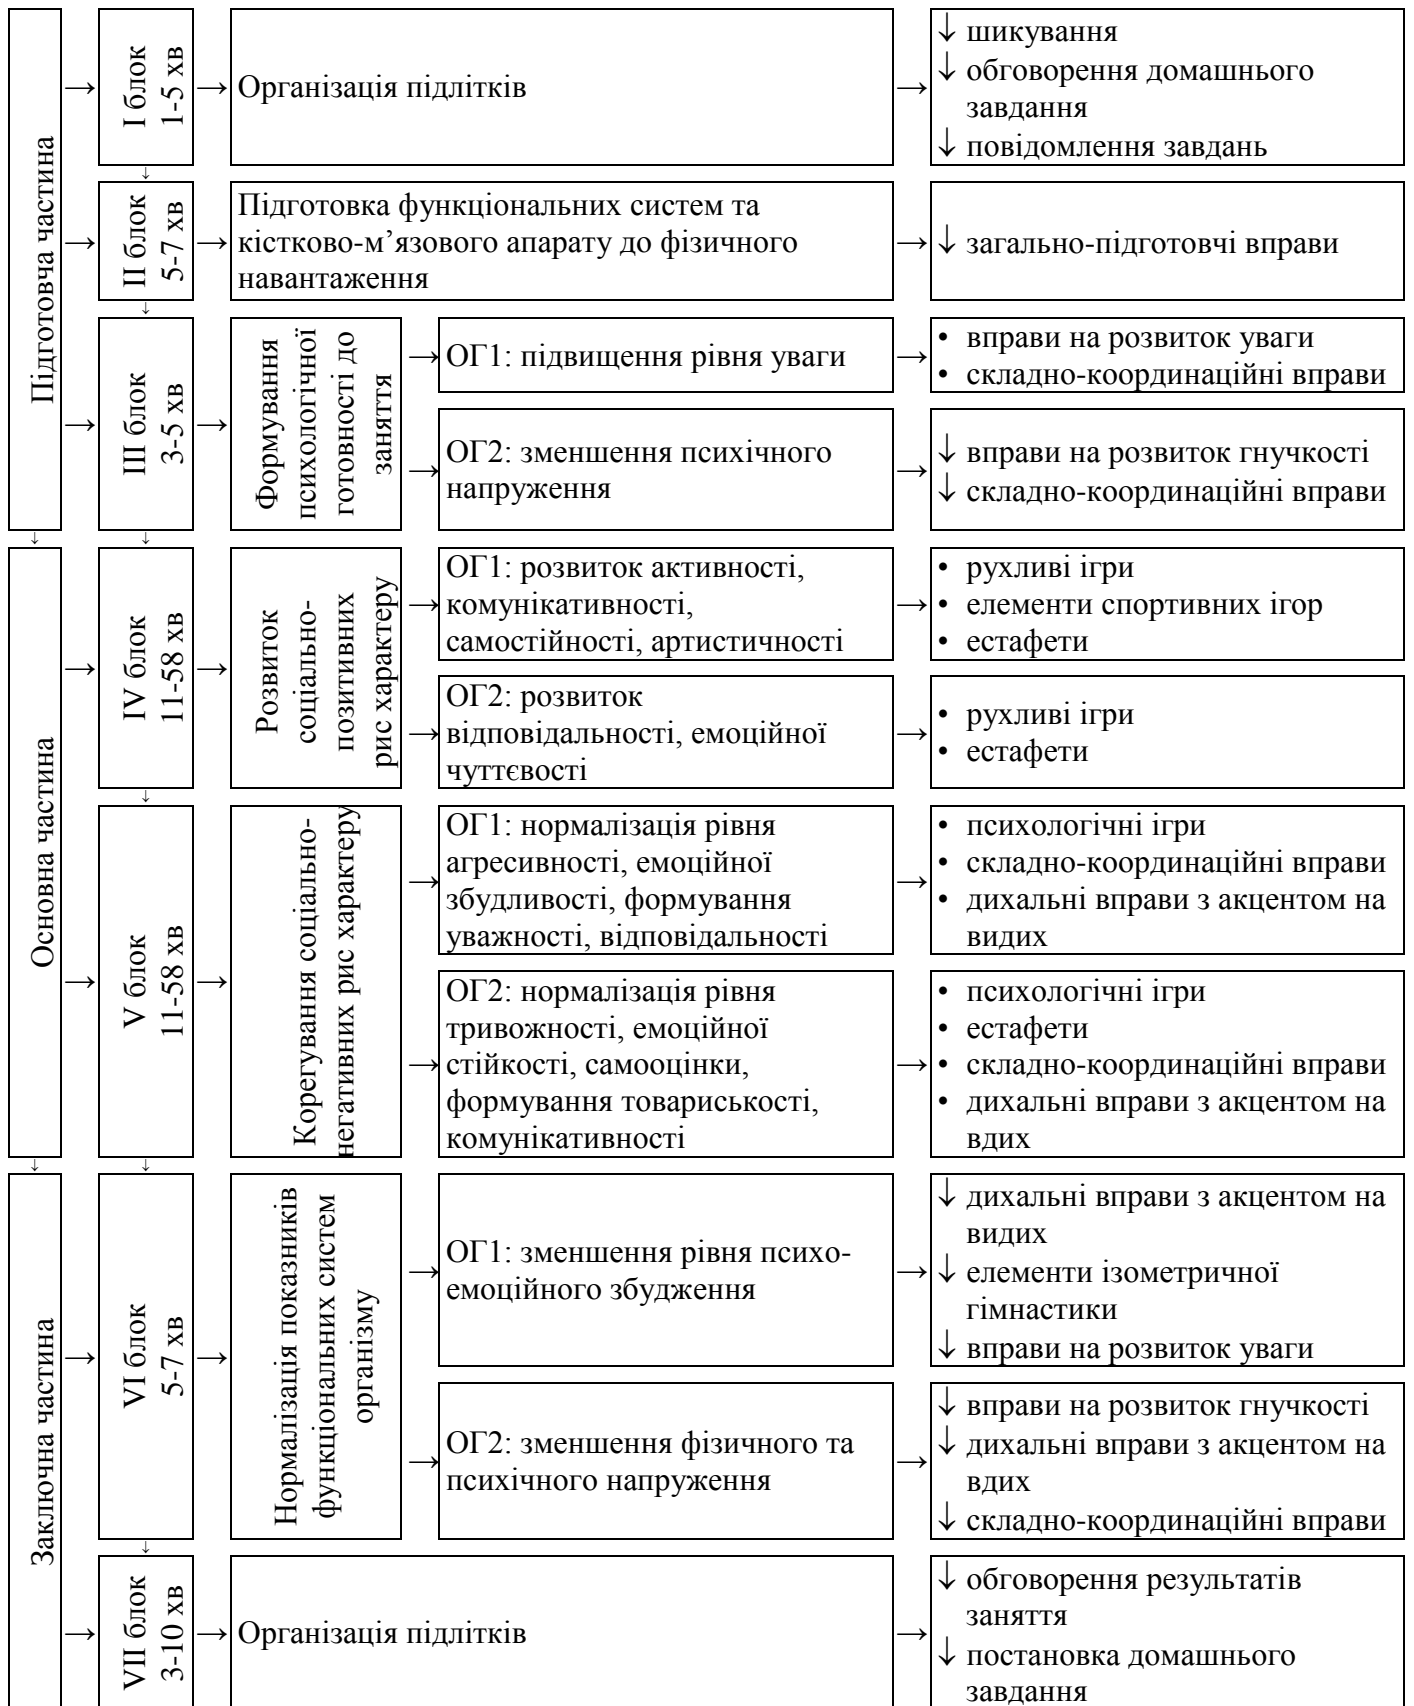 Підготовча частина
→
І блок
1-5 хв
→
Організація підлітків
→
↓ шикування
↓ обговорення домашнього
завдання
↓ повідомлення завдань
↓
→
ІІ блок
5-7 хв
→
Підготовка функціональних систем та
кістково-м’язового апарату до фізичного
навантаження
→
↓ загально-підготовчі вправи
↓
→
ІІІ блок
3-5 хв
→
Формування
психологічної
готовності до
заняття
→
ОГ1: підвищення рівня уваги
→
• вправи на розвиток уваги
• складно-координаційні вправи
→
ОГ2: зменшення психічного
напруження
→
↓ вправи на розвиток гнучкості
↓ складно-координаційні вправи
↓
↓
Основна частина
→
IV блок
11-58 хв
→
Розвиток
соціально-
позитивних
рис характеру
→
ОГ1: розвиток активності,
комунікативності,
самостійності, артистичності
→
• рухливі ігри
• елементи спортивних ігор
• естафети
→
ОГ2: розвиток
відповідальності, емоційної
чуттєвості
→
• рухливі ігри
• естафети
↓
→
V блок
11-58 хв
→
Корегування соціально-
негативних рис характеру
→
ОГ1: нормалізація рівня
агресивності, емоційної
збудливості, формування
уважності, відповідальності
→
• психологічні ігри
• складно-координаційні вправи
• дихальні вправи з акцентом на
видих
→
ОГ2: нормалізація рівня
тривожності, емоційної
стійкості, самооцінки,
формування товариськості,
комунікативності
→
• психологічні ігри
• естафети
• складно-координаційні вправи
• дихальні вправи з акцентом на
вдих
↓
↓
Заключна частина
→
VI блок
5-7 хв
→
Нормалізація показників
функціональних систем
організму
→
ОГ1: зменшення рівня психо-
емоційного збудження
→
↓ дихальні вправи з акцентом на
видих
↓ елементи ізометричної
гімнастики
↓ вправи на розвиток уваги
→
ОГ2: зменшення фізичного та
психічного напруження
→
↓ вправи на розвиток гнучкості
↓ дихальні вправи з акцентом на
вдих
↓ складно-координаційні вправи
↓
→
VII блок
3-10 хв
→
Організація підлітків
→
↓ обговорення результатів
заняття
↓ постановка домашнього
завдання